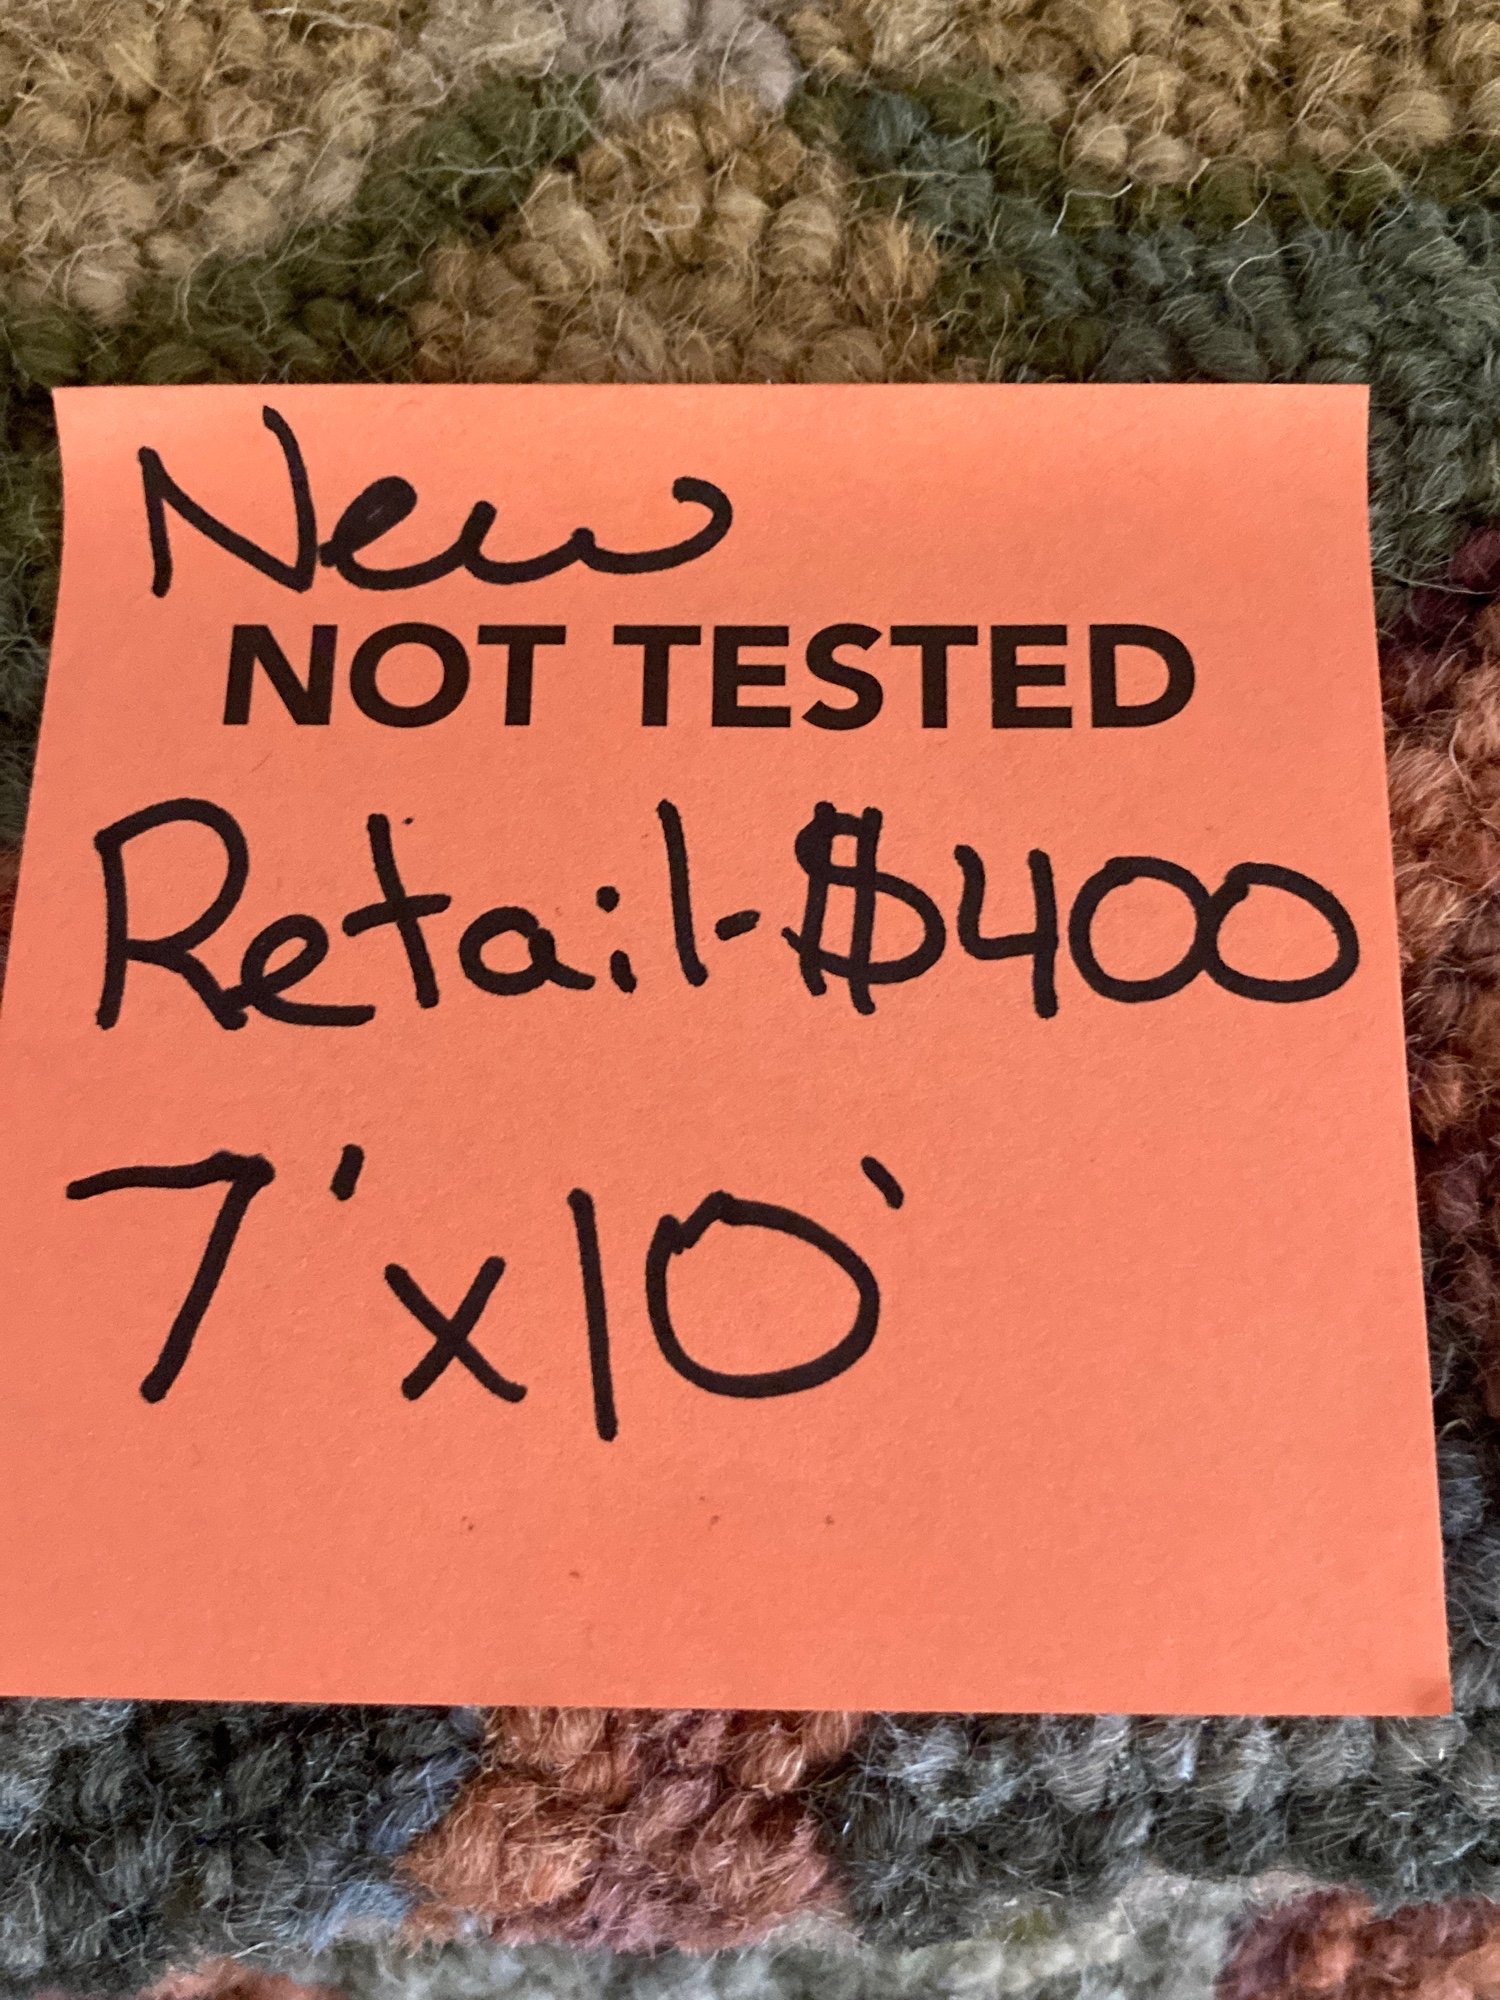 New
NOT TESTED
Retail-$400
7'x10'